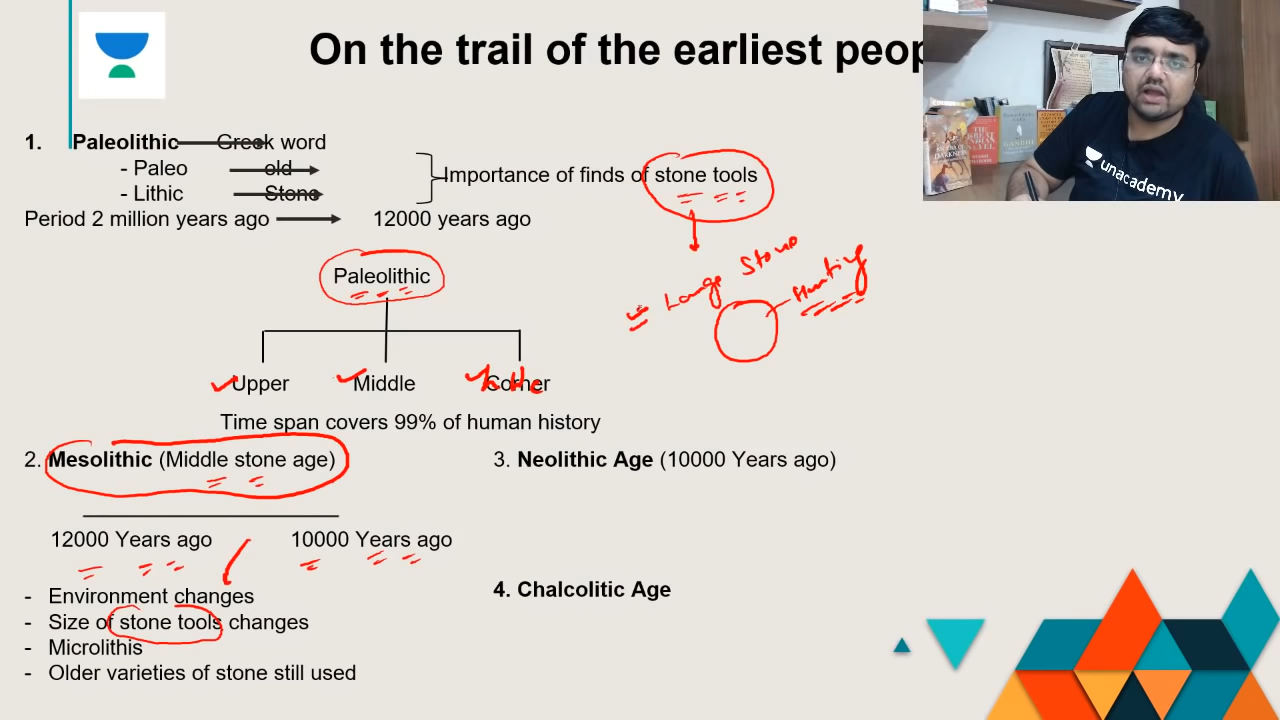 On the trail of the earliest peop
unacademy
1. Paleolithic Greek word
- Paleo old
- Lithic Stone
Importance of finds of stone tools
Period 2 million years ago 12000 years ago
Large Stone
Hunting
Paleolithic
Upper Middle Corner
Time span covers 99% of human history
2. Mesolithic (Middle stone age)
12000 Years ago 10000 Years ago
- Environment changes
- Size of stone tools changes
- Microlithis
- Older varieties of stone still used
3. Neolithic Age (10000 Years ago)
4. Chalcolitic Age